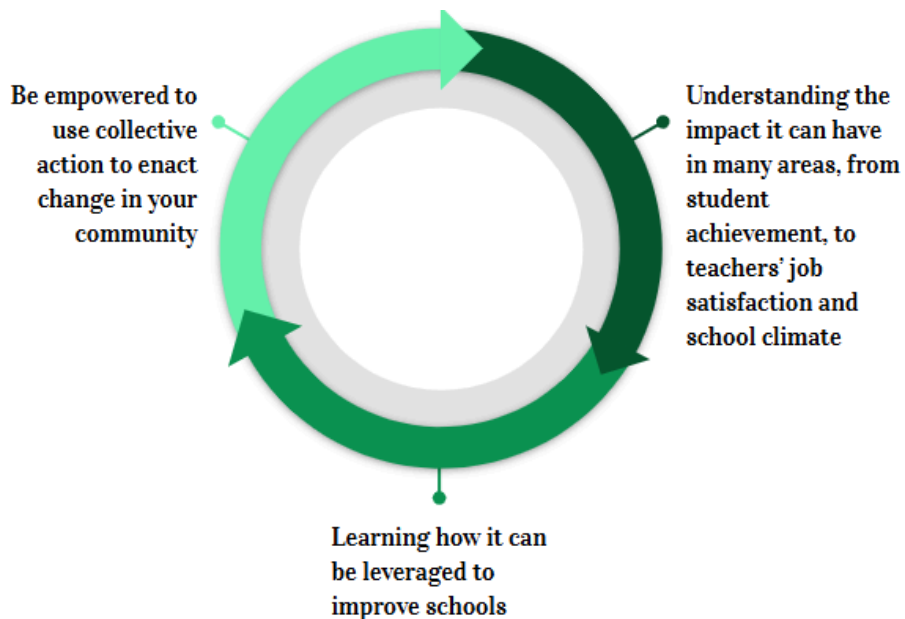 Be empowered to
use collective
action to enact
change in your
community
Understanding the
impact it can have
in many areas, from
student
achievement, to
teachers’ job
satisfaction and
school climate
Learning how it can
be leveraged to
improve schools